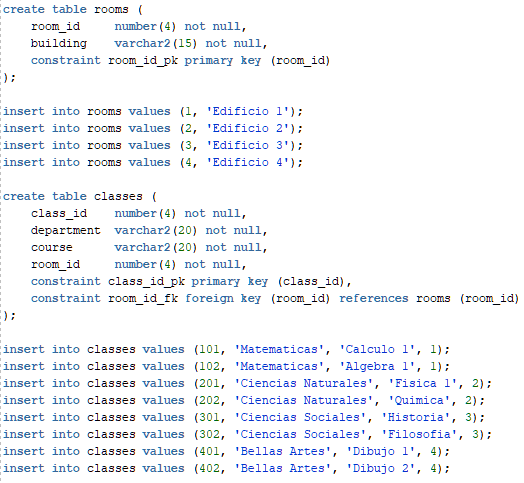 create table rooms (
room_id number(4) not null,
building varchar2(15) not null,
constraint room_id_pk primary key (room_id)
);
insert into rooms values (1, 'Edificio 1');
insert into rooms values (2, 'Edificio 2');
insert into rooms values (3, 'Edificio 3');
insert into rooms values (4, 'Edificio 4');
create table classes (
class_id number(4) not null,
department varchar2(20) not null,
course varchar2(20) not null,
room_id number(4) not null,
constraint class_id_pk primary key (class_id),
constraint room_id_fk foreign key (room_id) references rooms (room_id)
);
insert into classes values (101, 'Matematicas', 'Calculo 1', 1);
insert into classes values (102, 'Matematicas', 'Algebra 1', 1);
insert into classes values (201, 'Ciencias Naturales', 'Fisica 1', 2);
insert into classes values (202, 'Ciencias Naturales', 'Quimica', 2);
insert into classes values (301, 'Ciencias Sociales', 'Historia', 3);
insert into classes values (302, 'Ciencias Sociales', 'Filosofia', 3);
insert into classes values (401, 'Bellas Artes', 'Dibujo 1', 4);
insert into classes values (402, 'Bellas Artes', 'Dibujo 2', 4);